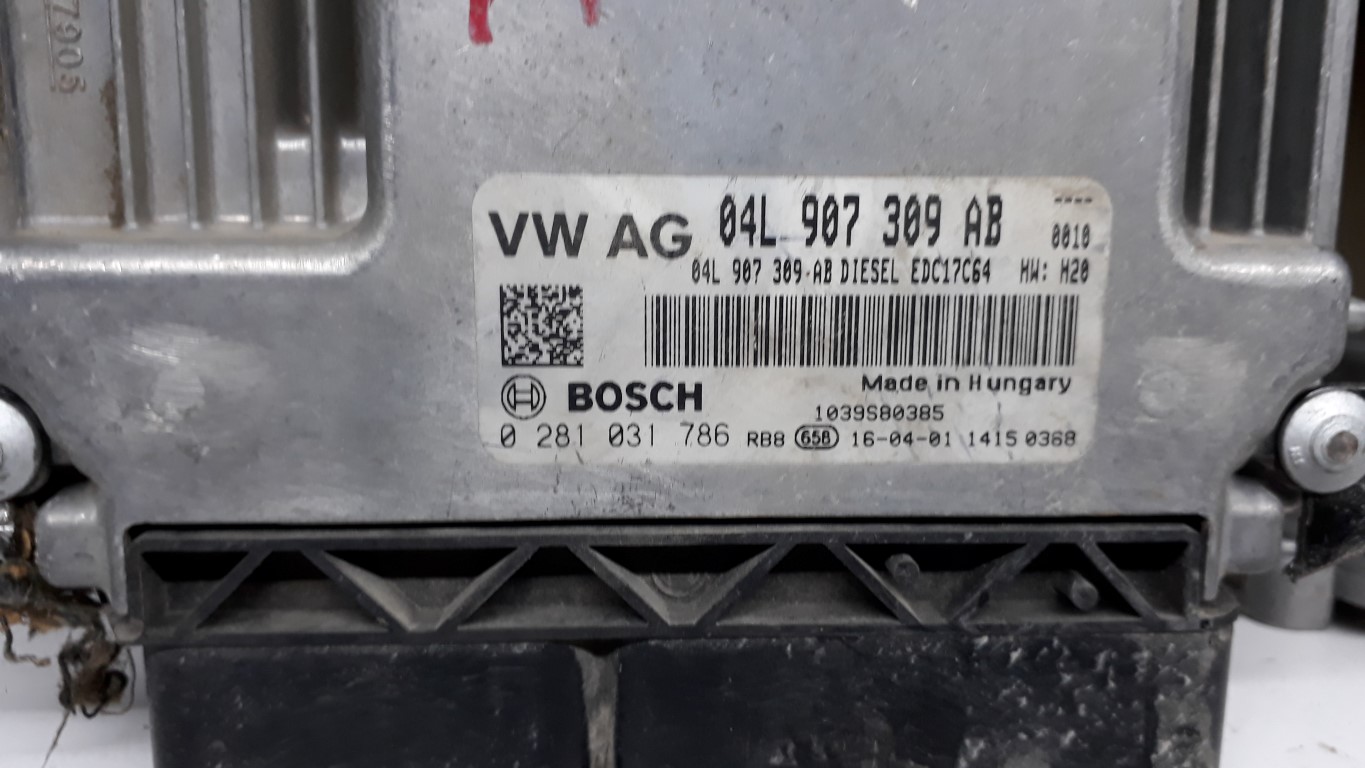 7905
VW AG 04L 907 309 AB ----
0010
04L 907 309 AB DIESEL EDC17C64 HW: H20
BOSCH Made in Hungary
1039S80385
0 281 031 786 RB8 658 16-04-01 1415 0368